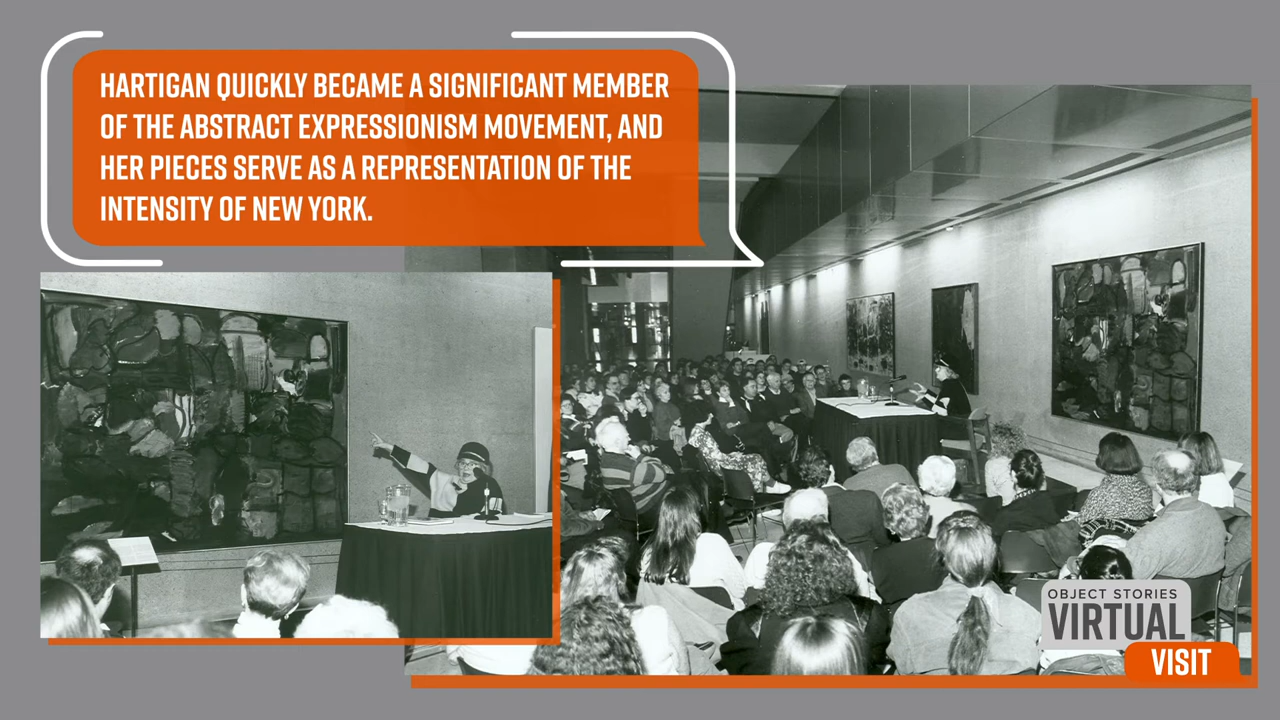 HARTIGAN QUICKLY BECAME A SIGNIFICANT MEMBER
OF THE ABSTRACT EXPRESSIONISM MOVEMENT, AND
HER PIECES SERVE AS A REPRESENTATION OF THE
INTENSITY OF NEW YORK.
OBJECT STORIES
VIRTUAL
VISIT